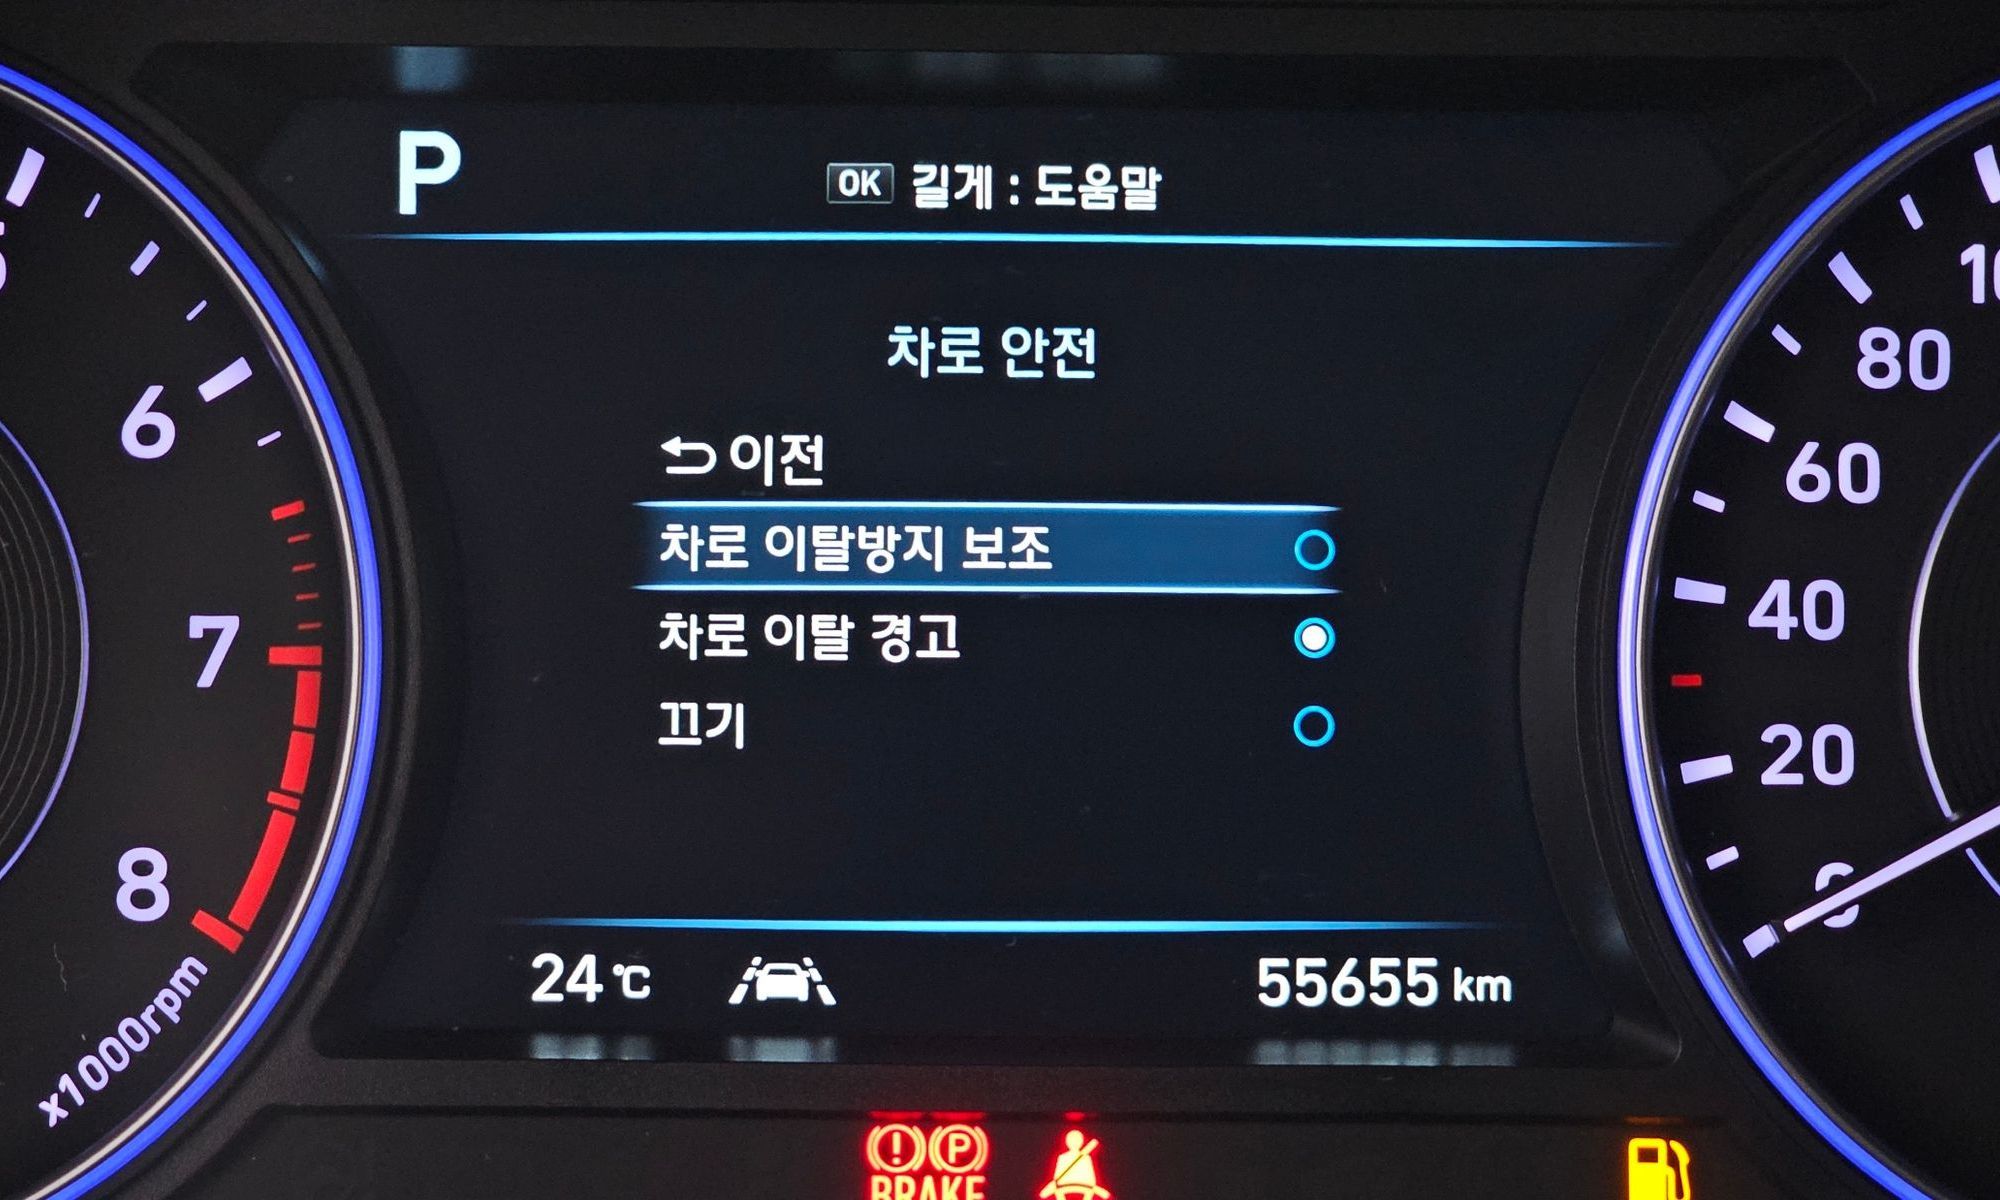 P
OK 길게 : 도움말
차로 안전
이전
차로 이탈방지 보조
차로 이탈 경고
끄기
24 ℃
55655 km
6
7
8
x1000rpm
80
60
40
20
0
P
BRAKE